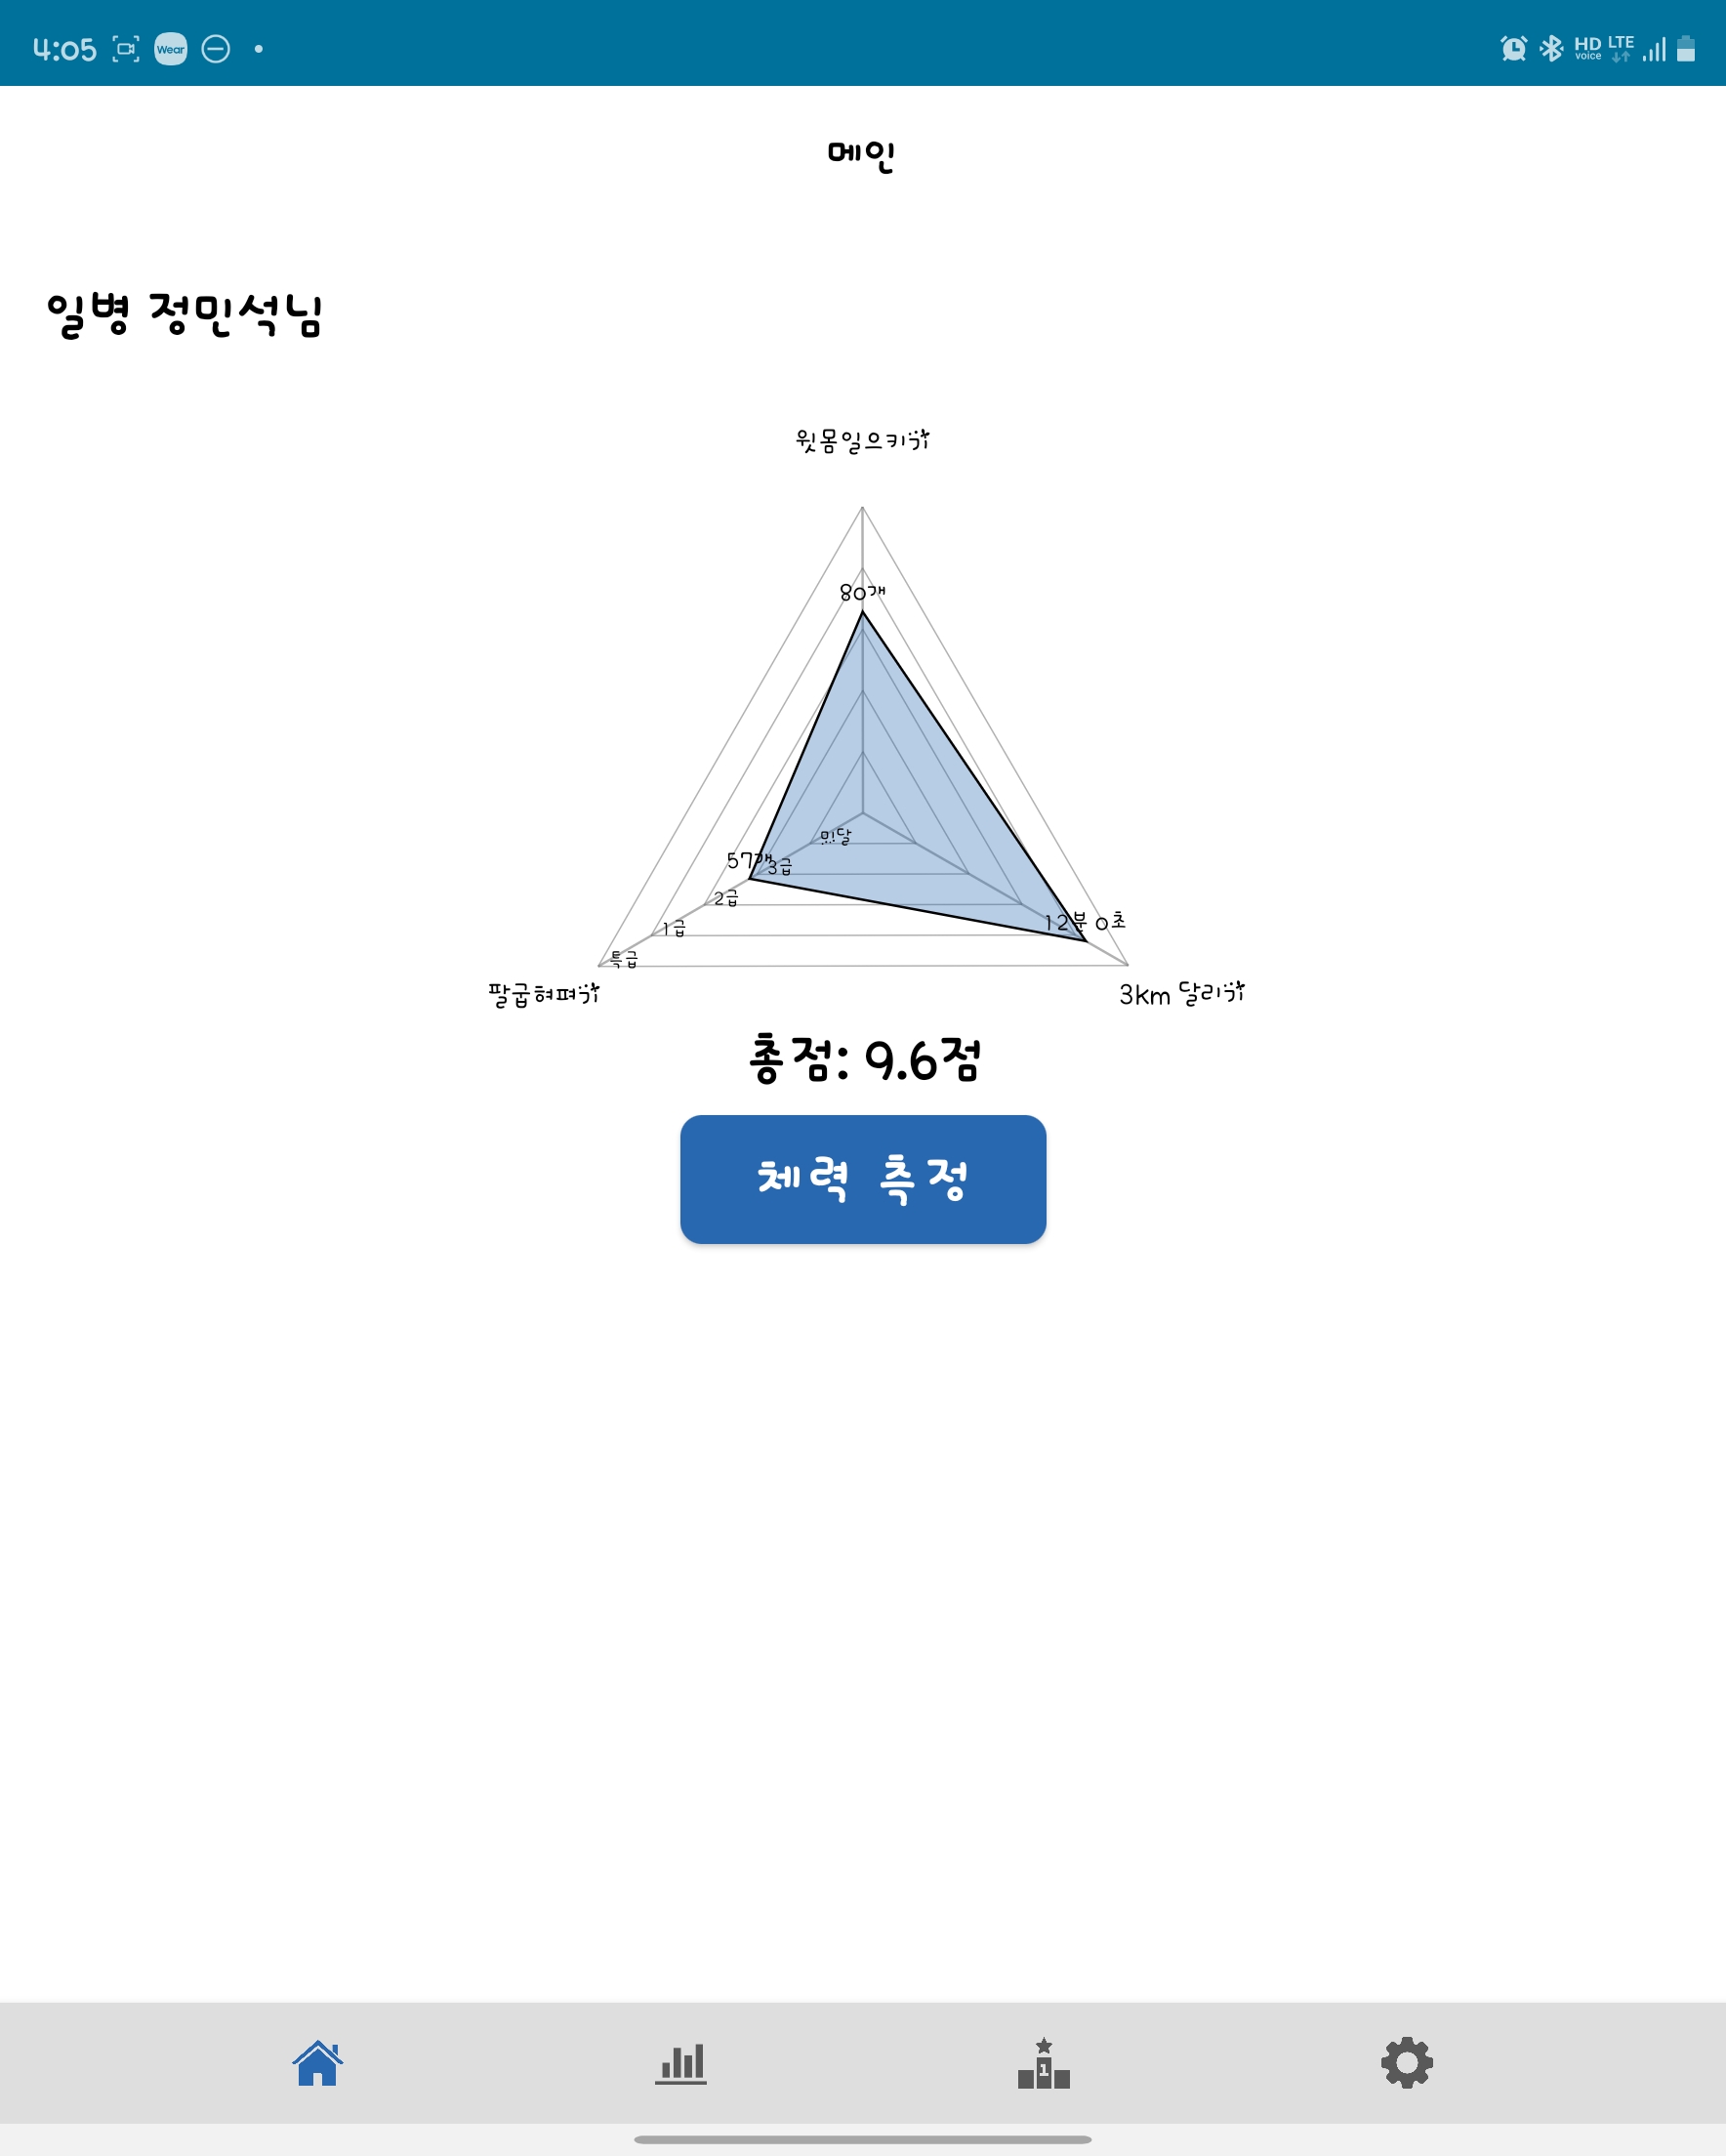 4:05
Wear
HD voice LTE
메인
일병 정민석님
윗몸일으키기
80개
미달
57개
3급
2급
1급
12분 0초
특급
팔굽혀펴기
3km 달리기
총점: 9.6점
체력 측정
1